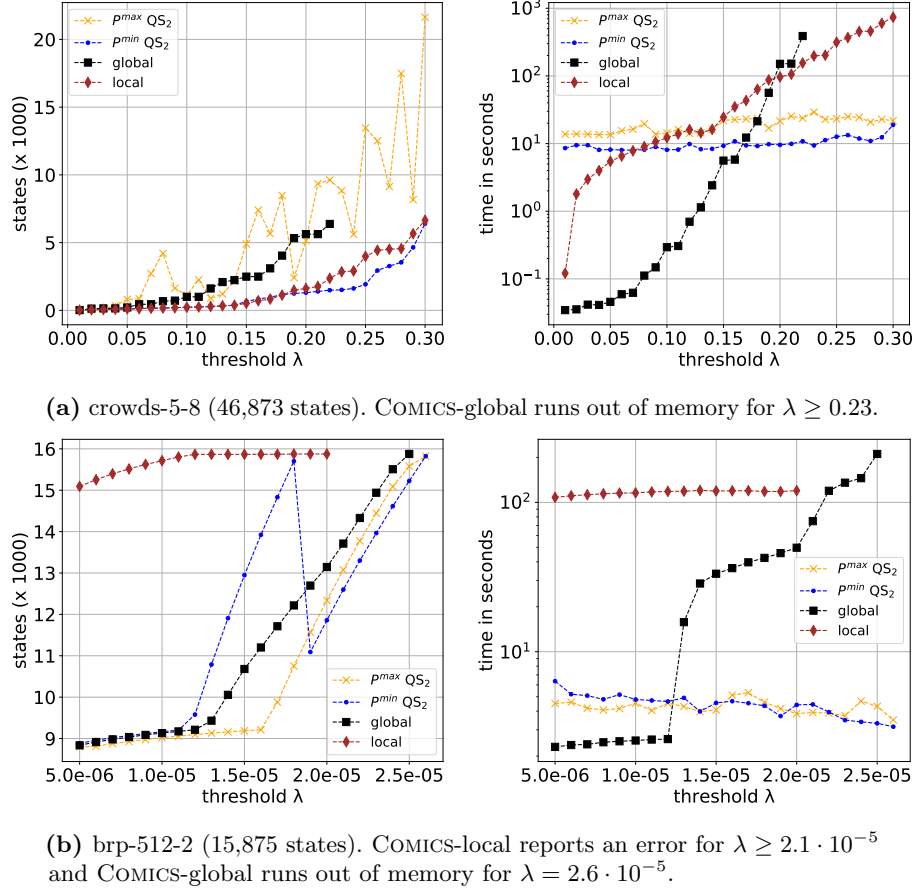 P^max QS₂
P^min QS₂
global
local
states (x 1000)
20
15
10
5
0
0.00 0.05 0.10 0.15 0.20 0.25 0.30
threshold λ
P^max QS₂
P^min QS₂
global
local
time in seconds
10³
10²
10¹
10⁰
10⁻¹
0.00 0.05 0.10 0.15 0.20 0.25 0.30
threshold λ
(a) crowds-5-8 (46,873 states). COMICS-global runs out of memory for λ ≥ 0.23.
states (x 1000)
16
15
14
13
12
11
10
9
P^max QS₂
P^min QS₂
global
local
5.0e-06 1.0e-05 1.5e-05 2.0e-05 2.5e-05
threshold λ
time in seconds
10²
10¹
P^max QS₂
P^min QS₂
global
local
5.0e-06 1.0e-05 1.5e-05 2.0e-05 2.5e-05
threshold λ
(b) brp-512-2 (15,875 states). COMICS-local reports an error for λ ≥ 2.1 · 10⁻⁵
and COMICS-global runs out of memory for λ = 2.6 · 10⁻⁵.